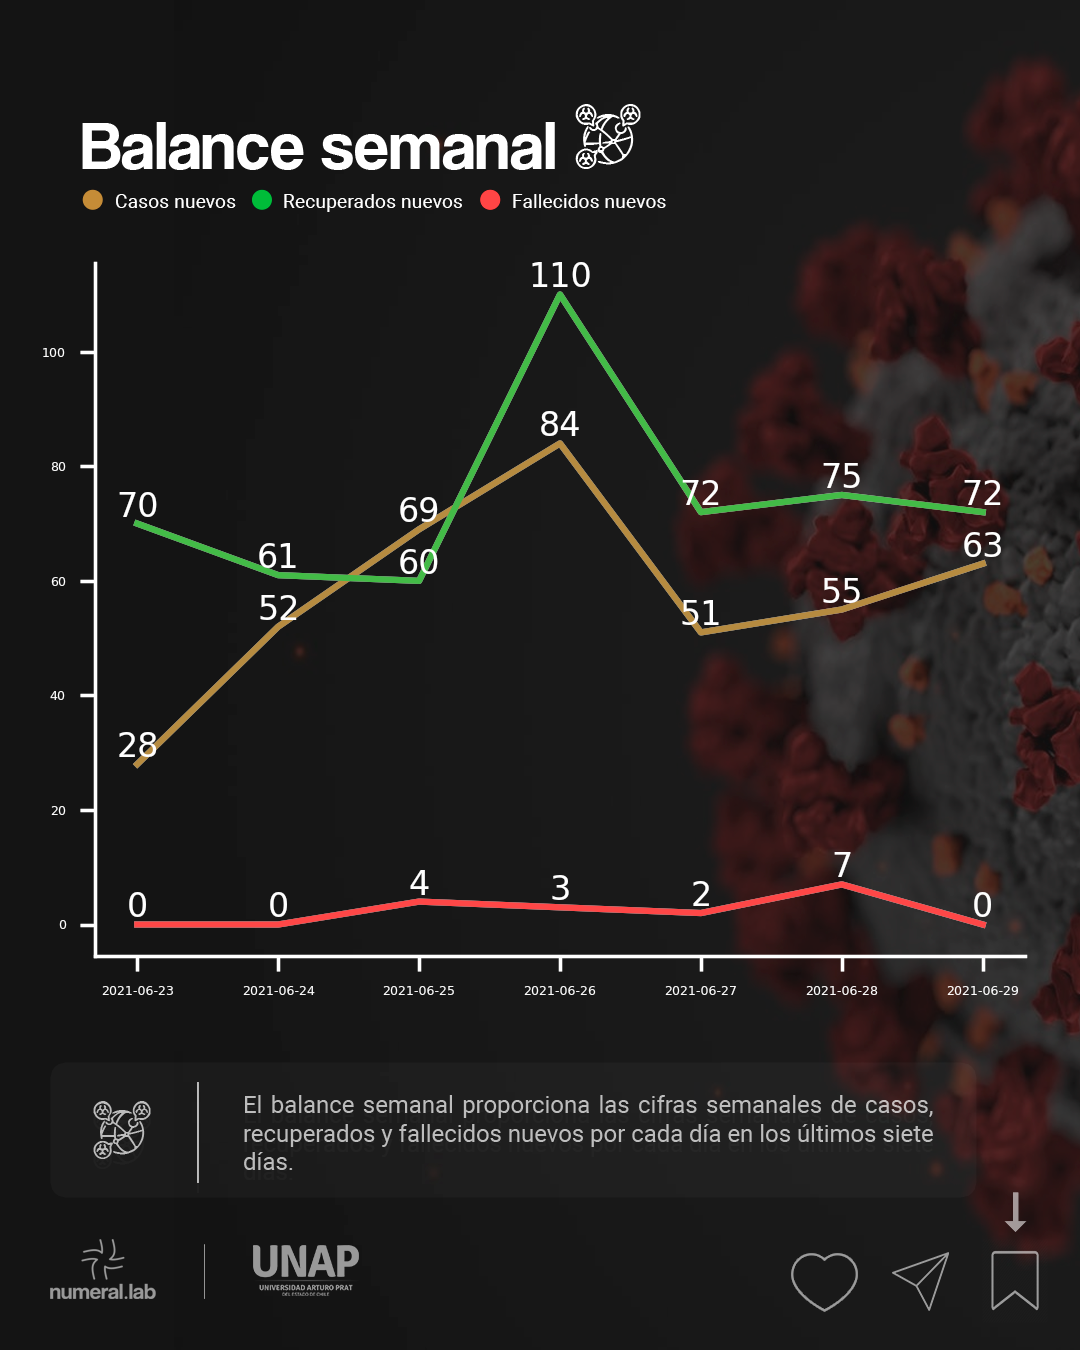 Balance semanal
Casos nuevos Recuperados nuevos Fallecidos nuevos
110
100
84
80
70 69 72 75 72
61 60 63
60
52 51 55
40
28
20
7
0 0 4 3 2 0
0
2021-06-23 2021-06-24 2021-06-25 2021-06-26 2021-06-27 2021-06-28 2021-06-29
El balance semanal proporciona las cifras semanales de casos,
recuperados y fallecidos nuevos por cada día en los últimos siete
días.
numeral.lab
UNAP
UNIVERSIDAD ARTURO PRAT
DEL ESTADO DE CHILE